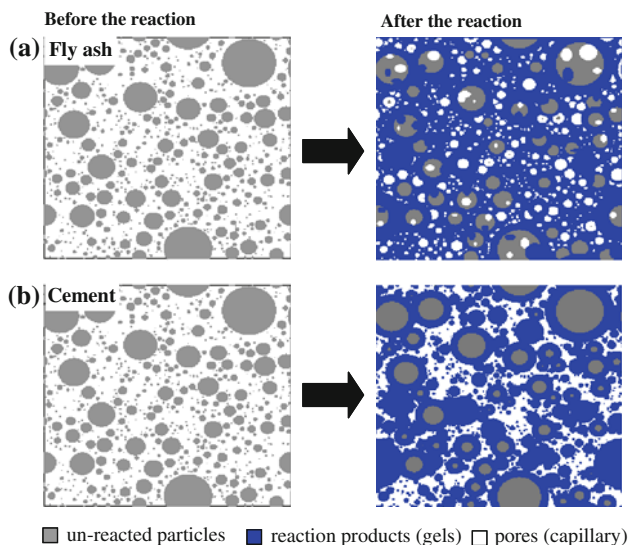 Before the reaction After the reaction
(a) Fly ash
(b) Cement
un-reacted particles reaction products (gels) pores (capillary)